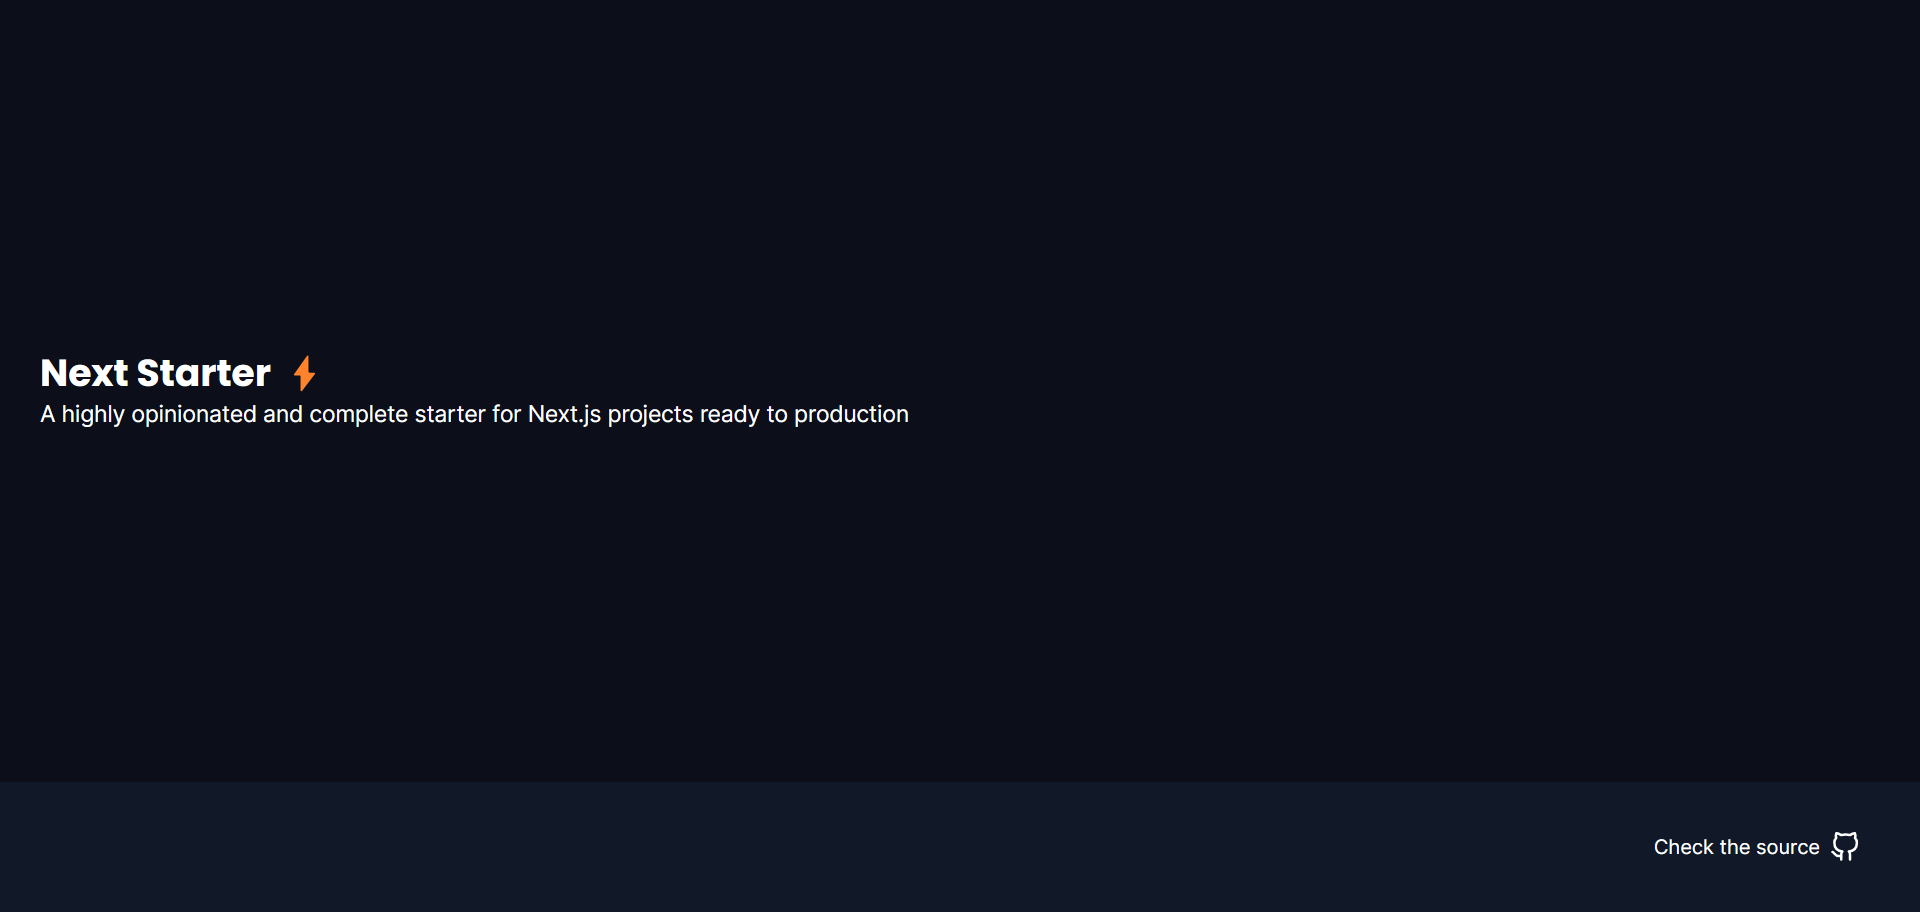 Next Starter
A highly opinionated and complete starter for Next.js projects ready to production
Check the source